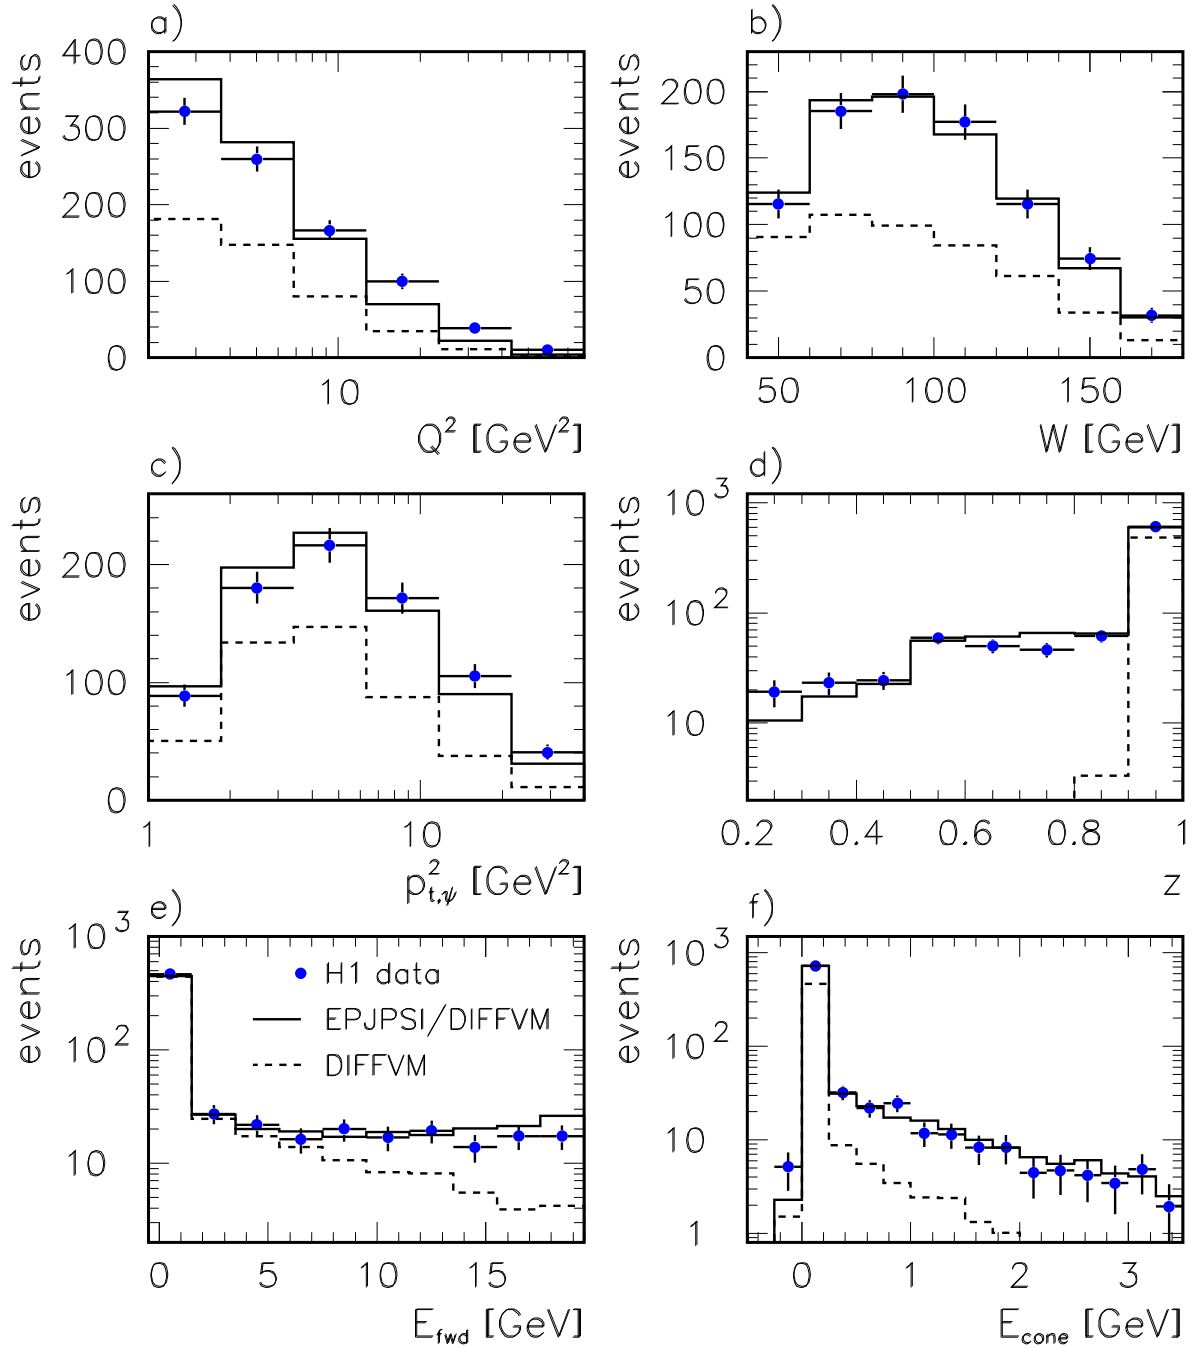 a)
events
400
300
200
100
0
10
Q² [GeV²]
b)
events
200
150
100
50
0
50 100 150
W [GeV]
c)
events
200
100
0
1 10
p²t,ψ [GeV²]
d)
events
10³
10²
10
0.2 0.4 0.6 0.8 1
z
e)
events
10³
10²
10
H1 data
EPJPSI/DIFFVM
DIFFVM
0 5 10 15
Efwd [GeV]
f)
events
10³
10²
10
1
0 1 2 3
Econe [GeV]